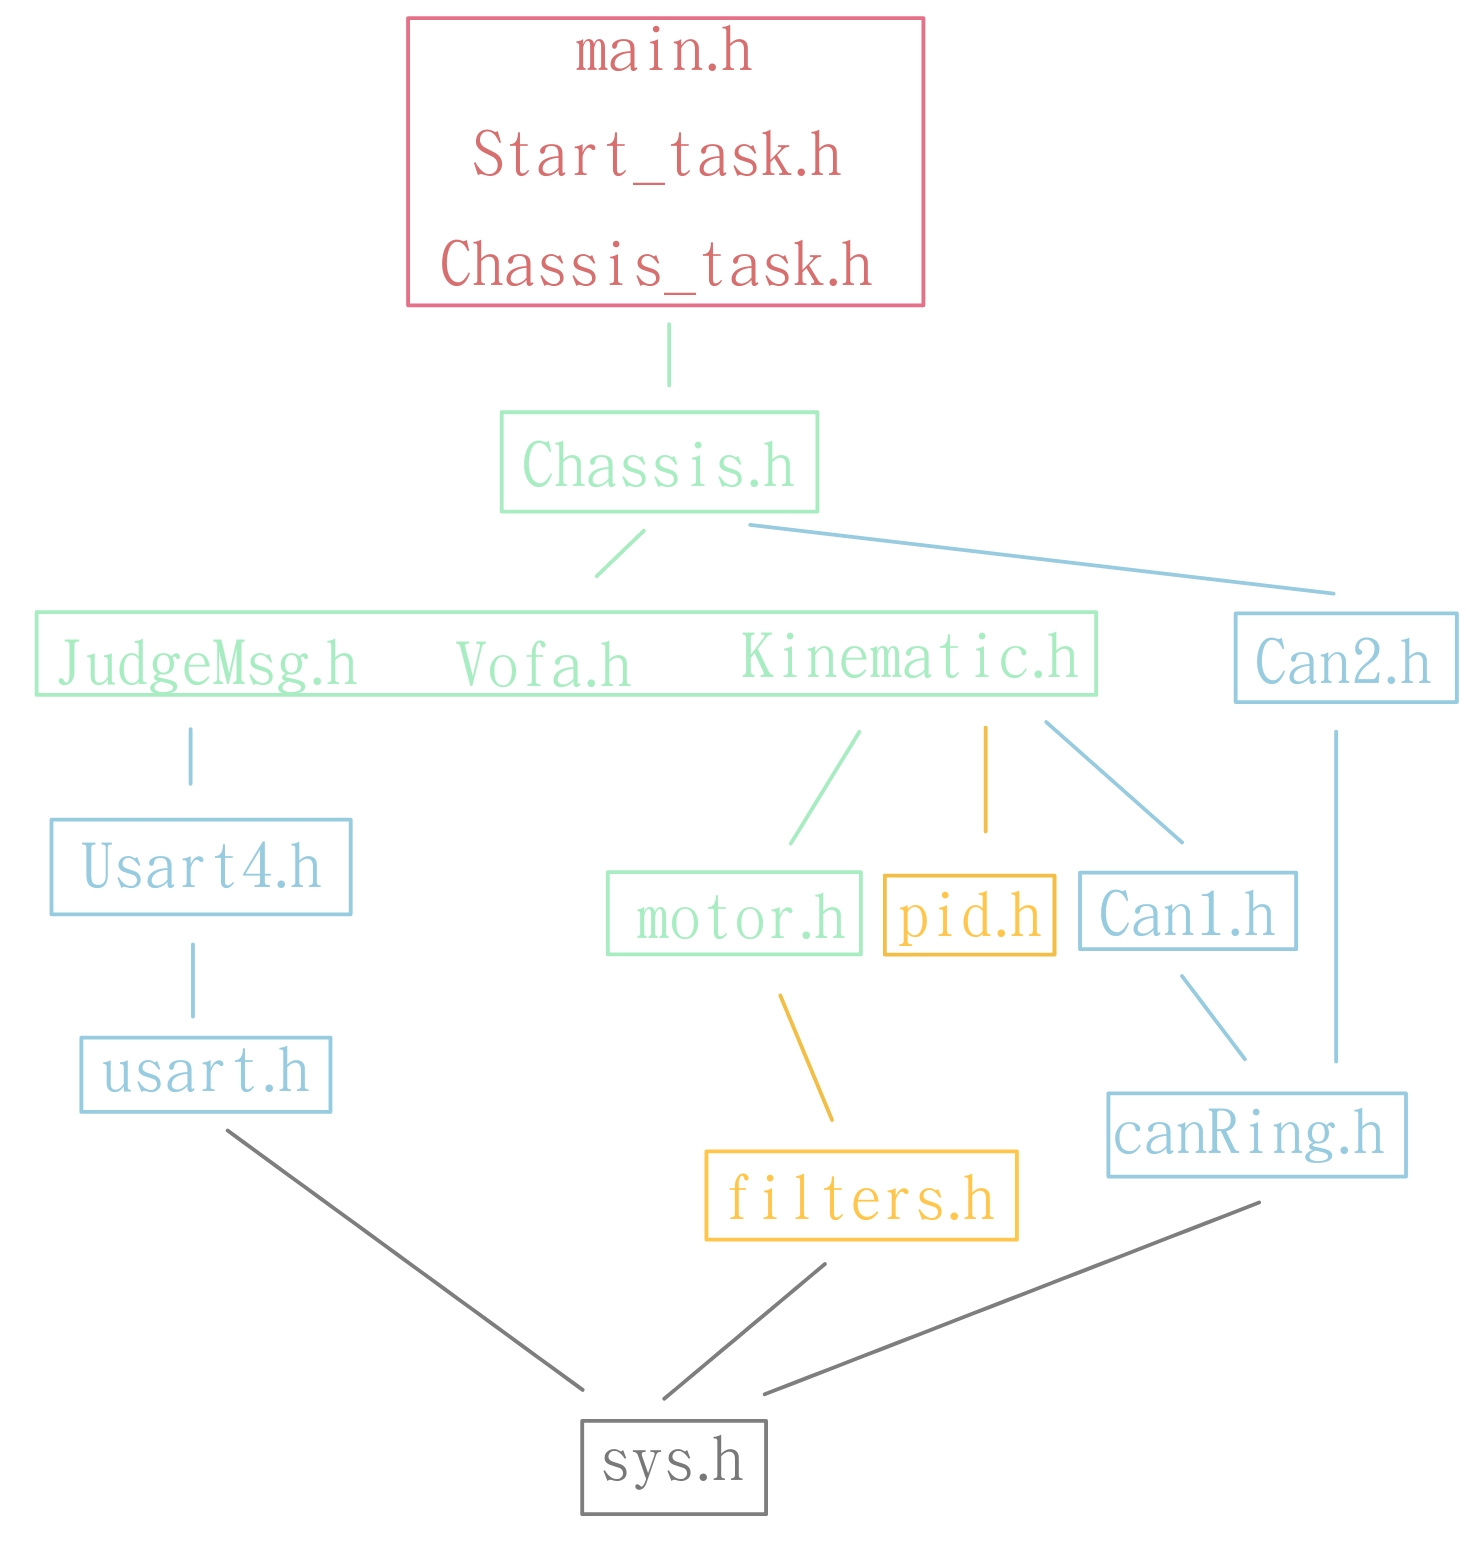 main.h
Start_task.h
Chassis_task.h
Chassis.h
JudgeMsg.h Vofa.h Kinematic.h
Can2.h
Usart4.h
motor.h
pid.h
Can1.h
usart.h
canRing.h
filters.h
sys.h